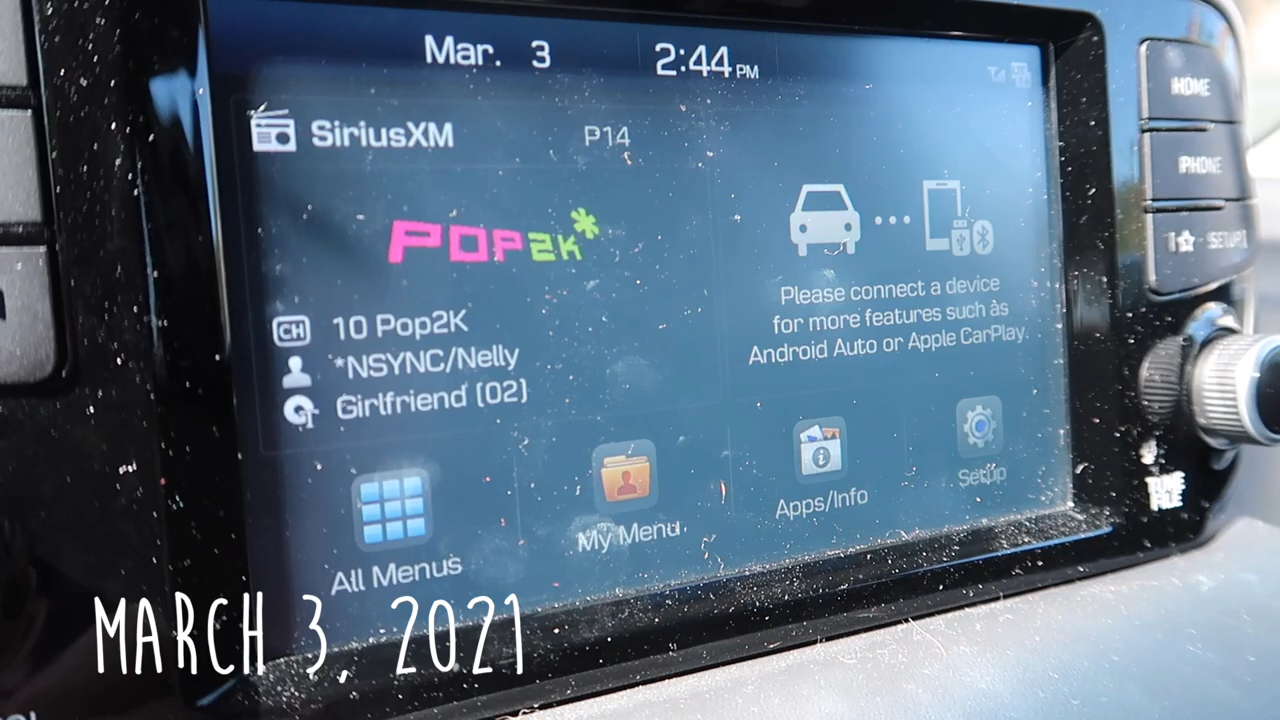 Mar. 3 2:44 PM
SiriusXM P14
POP2K*
CH 10 Pop2K
*NSYNC/Nelly
Girlfriend (02)
Please connect a device
for more features such as
Android Auto or Apple CarPlay.
All Menus
My Menu
Apps/Info
Setup
HOME
PHONE
SETUP
TUNE
FILE
MARCH 3, 2021